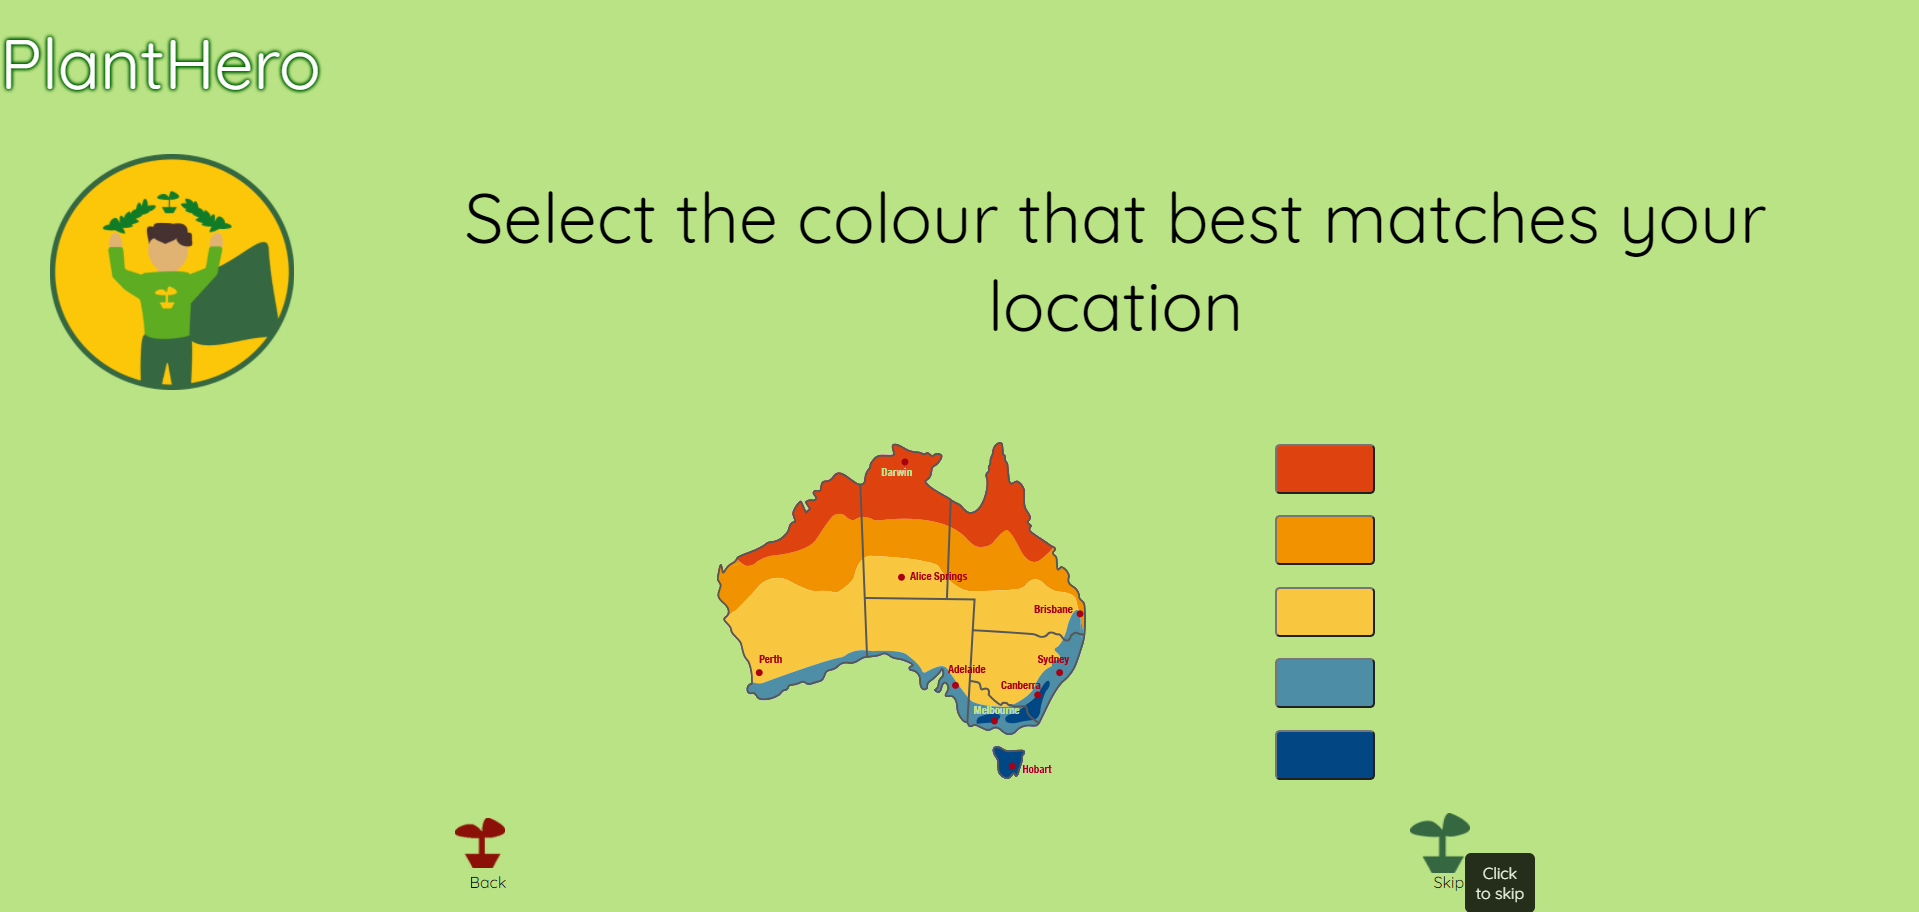 PlantHero
Select the colour that best matches your
location
Darwin
Alice Springs
Brisbane
Perth
Sydney
Adelaide
Canberra
Melbourne
Hobart
Back
Skip
Click
to skip